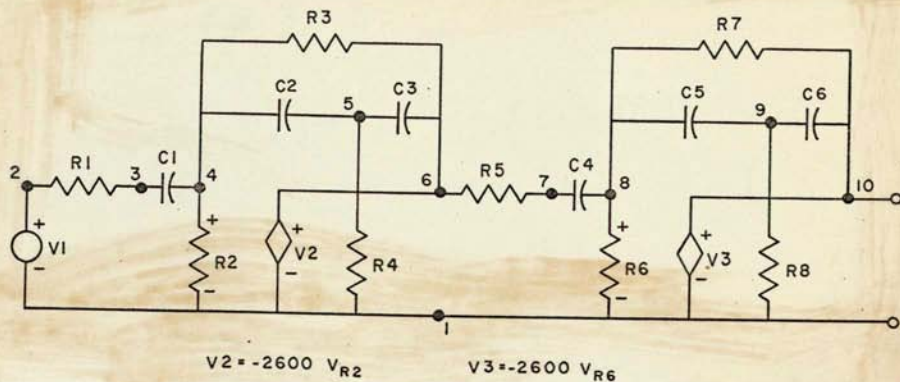 R3
R7
C2 5 C3
C5 9 C6
2 R1 3 C1 4
6 R5 7 C4 8
10
+ V1 -
+ R2 -
+ V2 -
R4
+ R6 -
+ V3 -
R8
1
V2 = -2600 VR2
V3=-2600 VR6